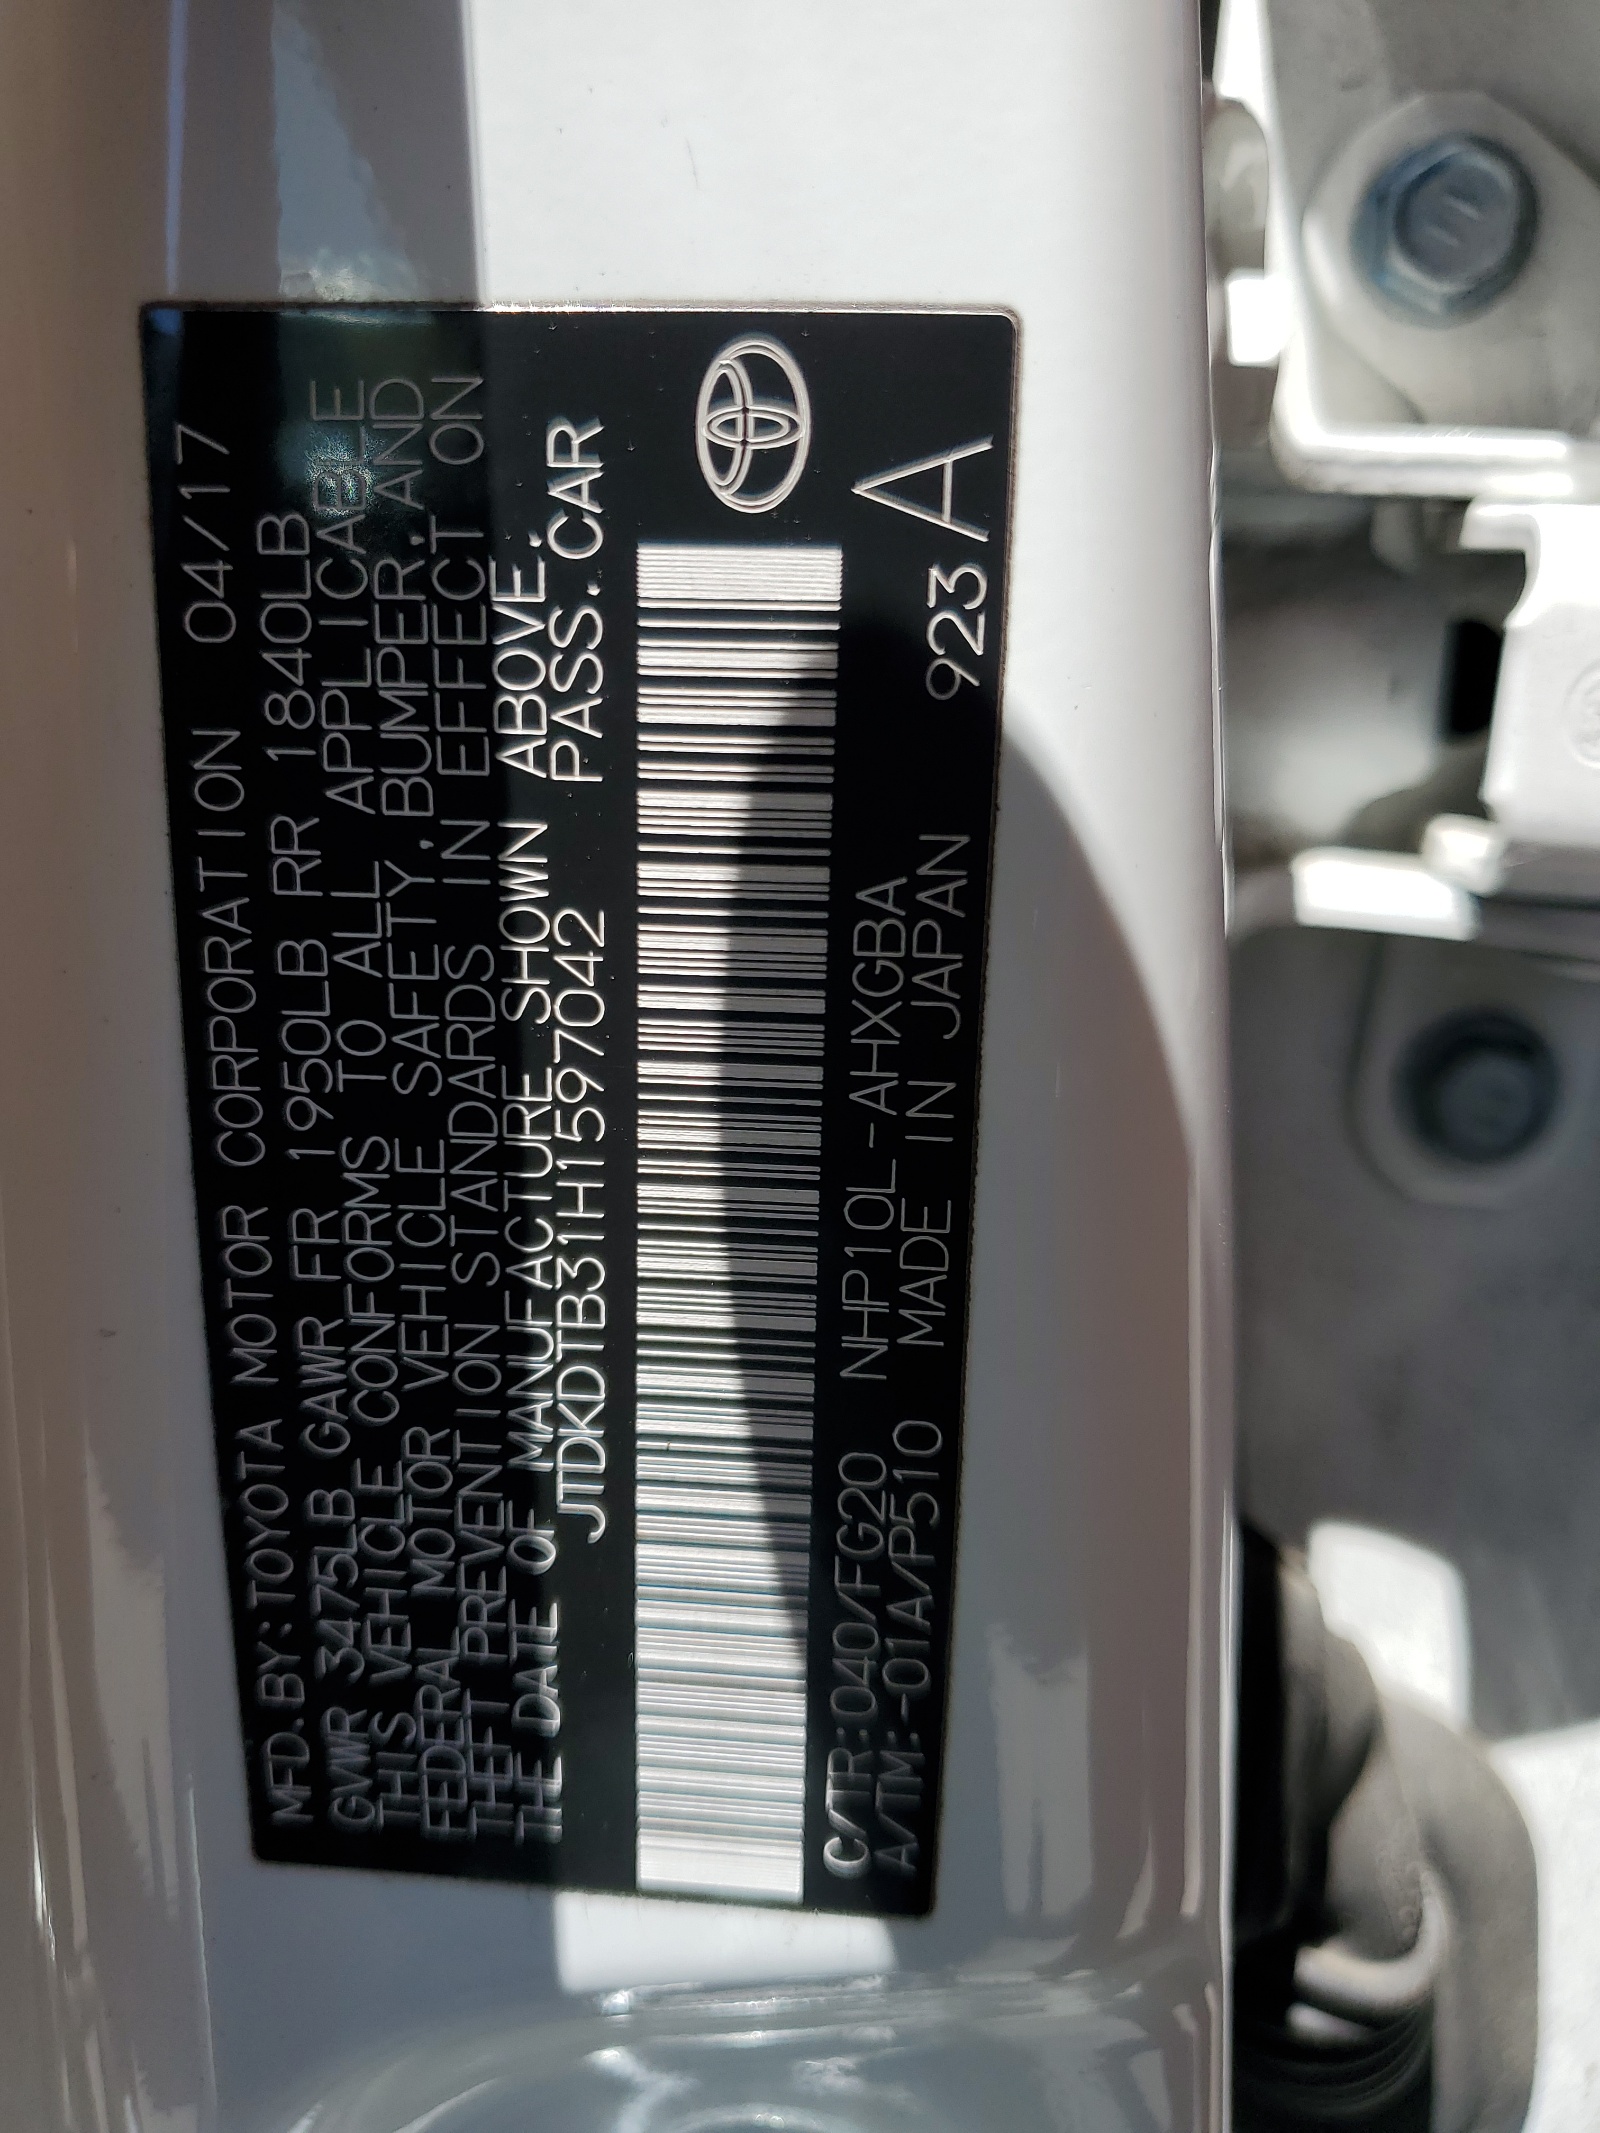 MFD.BY:TOYOTA MOTOR CORPORATION 04/17
GVWR 3475LB GAWR FR 1950LB RR 1840LB
THIS VEHICLE CONFORMS TO ALL APPLICABLE
FEDERAL MOTOR VEHICLE SAFETY, BUMPER, AND
THEFT PREVENTION STANDARDS IN EFFECT ON
THE DATE OF MANUFACTURE SHOWN ABOVE.
JTDKDTB31H1597042 PASS.CAR
C/TR:040/FG20 NHP10L-AHXGBA
A/TM:-01A/P510 MADE IN JAPAN 923 A